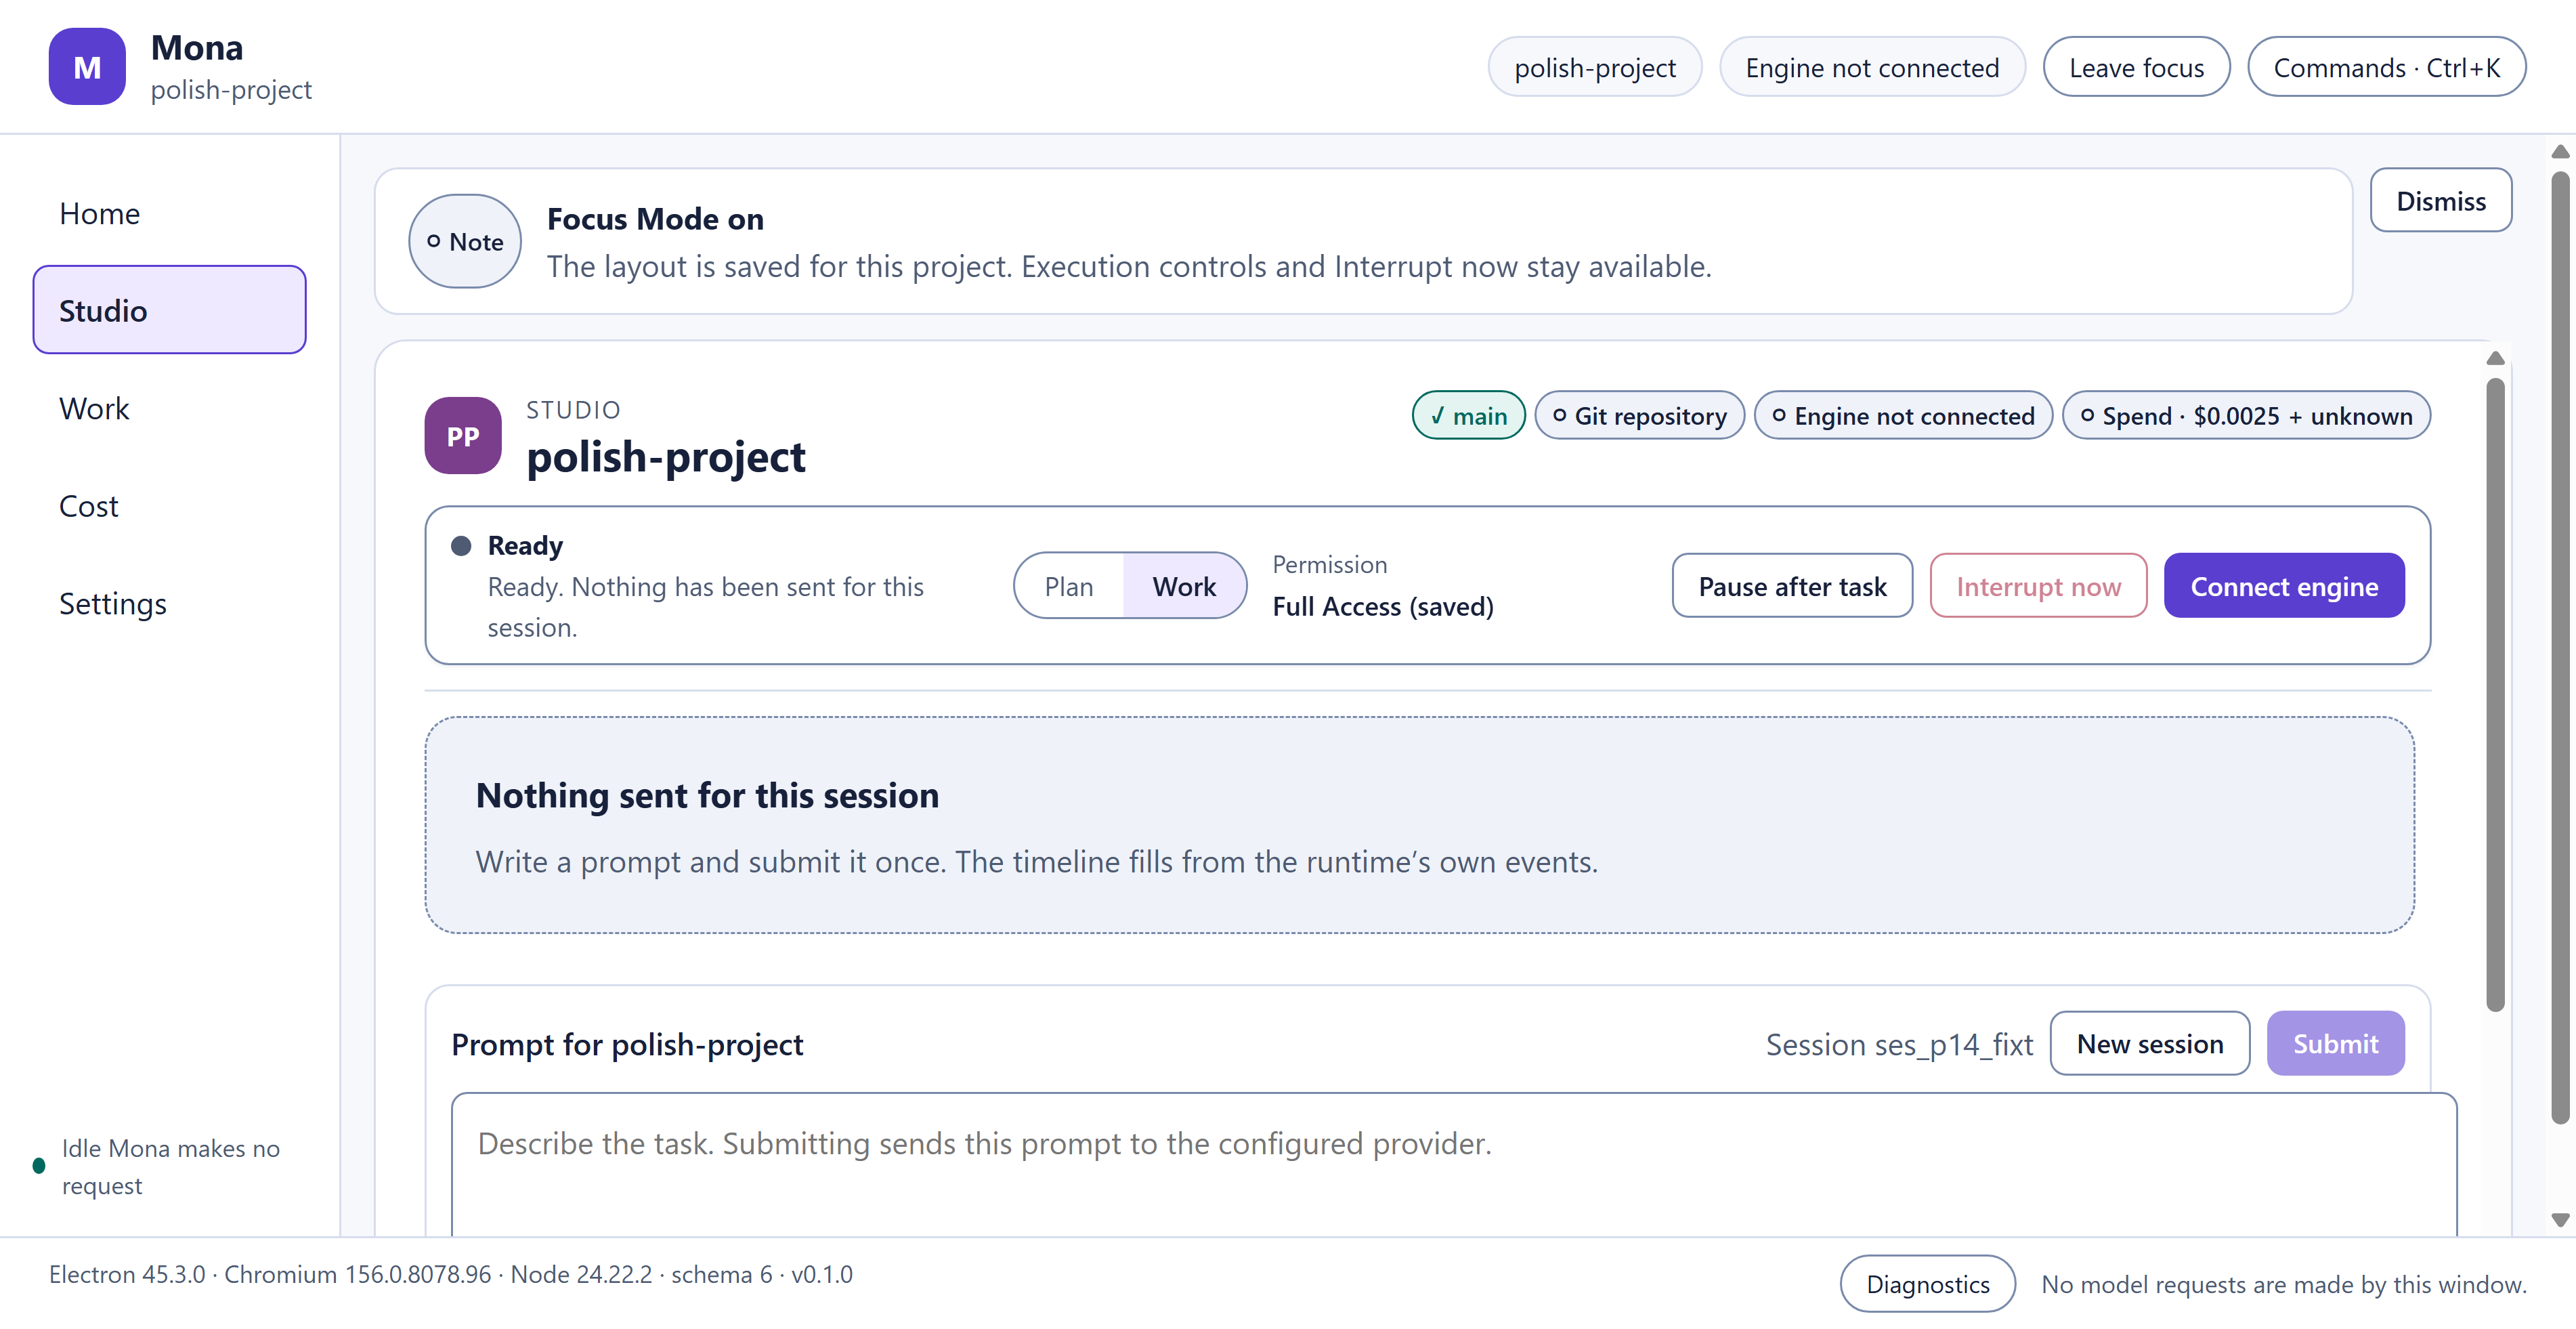 M
Mona
polish-project
polish-project
Engine not connected
Leave focus
Commands · Ctrl+K
Home
Studio
Work
Cost
Settings
Idle Mona makes no
request
Note
Focus Mode on
The layout is saved for this project. Execution controls and Interrupt now stay available.
Dismiss
PP
STUDIO
polish-project
✓ main
Git repository
Engine not connected
Spend · $0.0025 + unknown
Ready
Ready. Nothing has been sent for this
session.
Plan
Work
Permission
Full Access (saved)
Pause after task
Interrupt now
Connect engine
Nothing sent for this session
Write a prompt and submit it once. The timeline fills from the runtime’s own events.
Prompt for polish-project
Session ses_p14_fixt
New session
Submit
Describe the task. Submitting sends this prompt to the configured provider.
Electron 45.3.0 · Chromium 156.0.8078.96 · Node 24.22.2 · schema 6 · v0.1.0
Diagnostics
No model requests are made by this window.